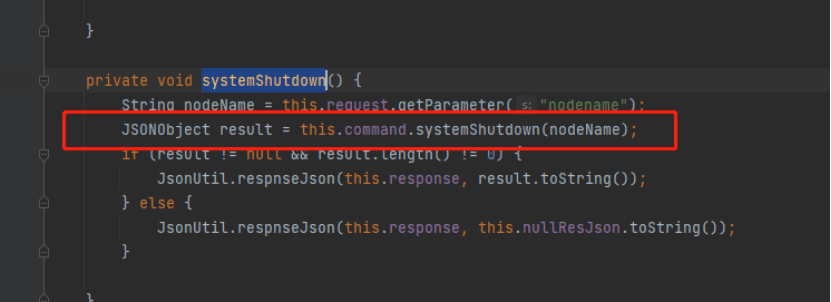 }
private void systemShutdown() {
String nodeName = this.request.getParameter( s: "nodename");
JSONObject result = this.command.systemShutdown(nodeName);
if (result != null && result.length() != 0) {
JsonUtil.respnseJson(this.response, result.toString());
} else {
JsonUtil.respnseJson(this.response, this.nullResJson.toString());
}
}